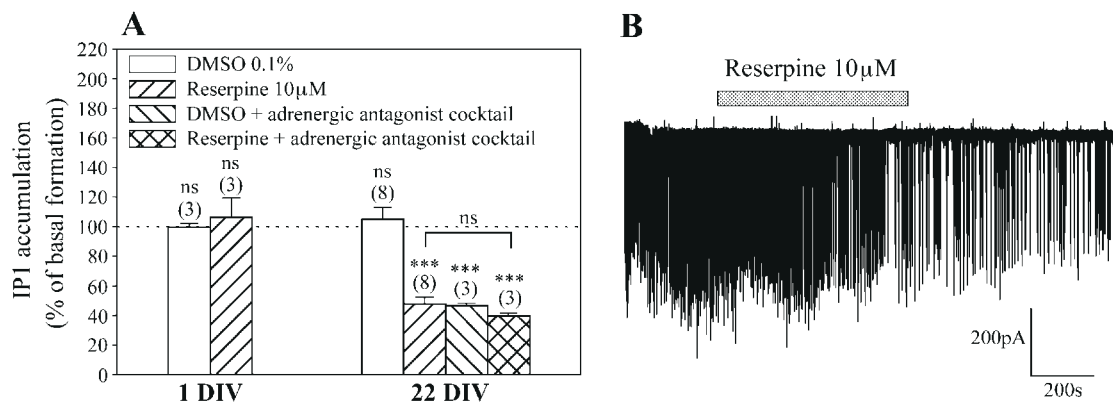 A
IP1 accumulation
(% of basal formation)
220
200
180
160
140
120
100
80
60
40
20
0
DMSO 0.1%
Reserpine 10µM
DMSO + adrenergic antagonist cocktail
Reserpine + adrenergic antagonist cocktail
ns
(3)
ns
(3)
ns
(8)
ns
***
(8)
***
(3)
***
(3)
1 DIV
22 DIV
B
Reserpine 10µM
200pA
200s